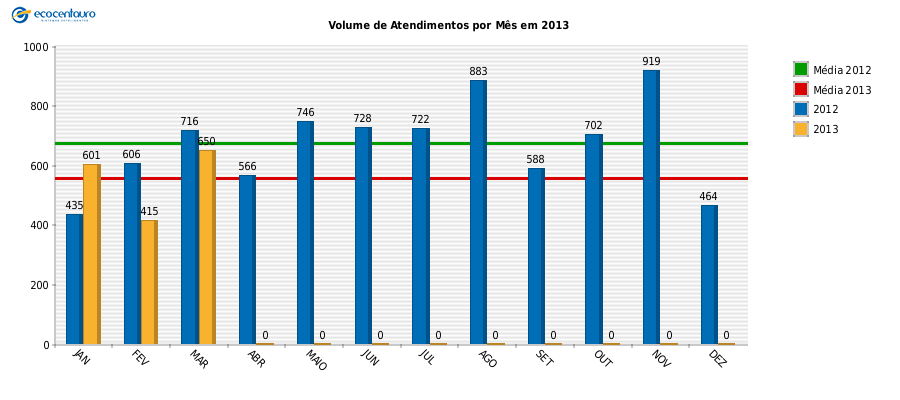 ecocentauro
Volume de Atendimentos por Mês em 2013
1000
800
600
400
200
0
435
601
606
415
716
650
566
0
746
0
728
0
722
0
883
0
588
0
702
0
919
0
464
0
JAN
FEV
MAR
ABR
MAIO
JUN
JUL
AGO
SET
OUT
NOV
DEZ
Média 2012
Média 2013
2012
2013